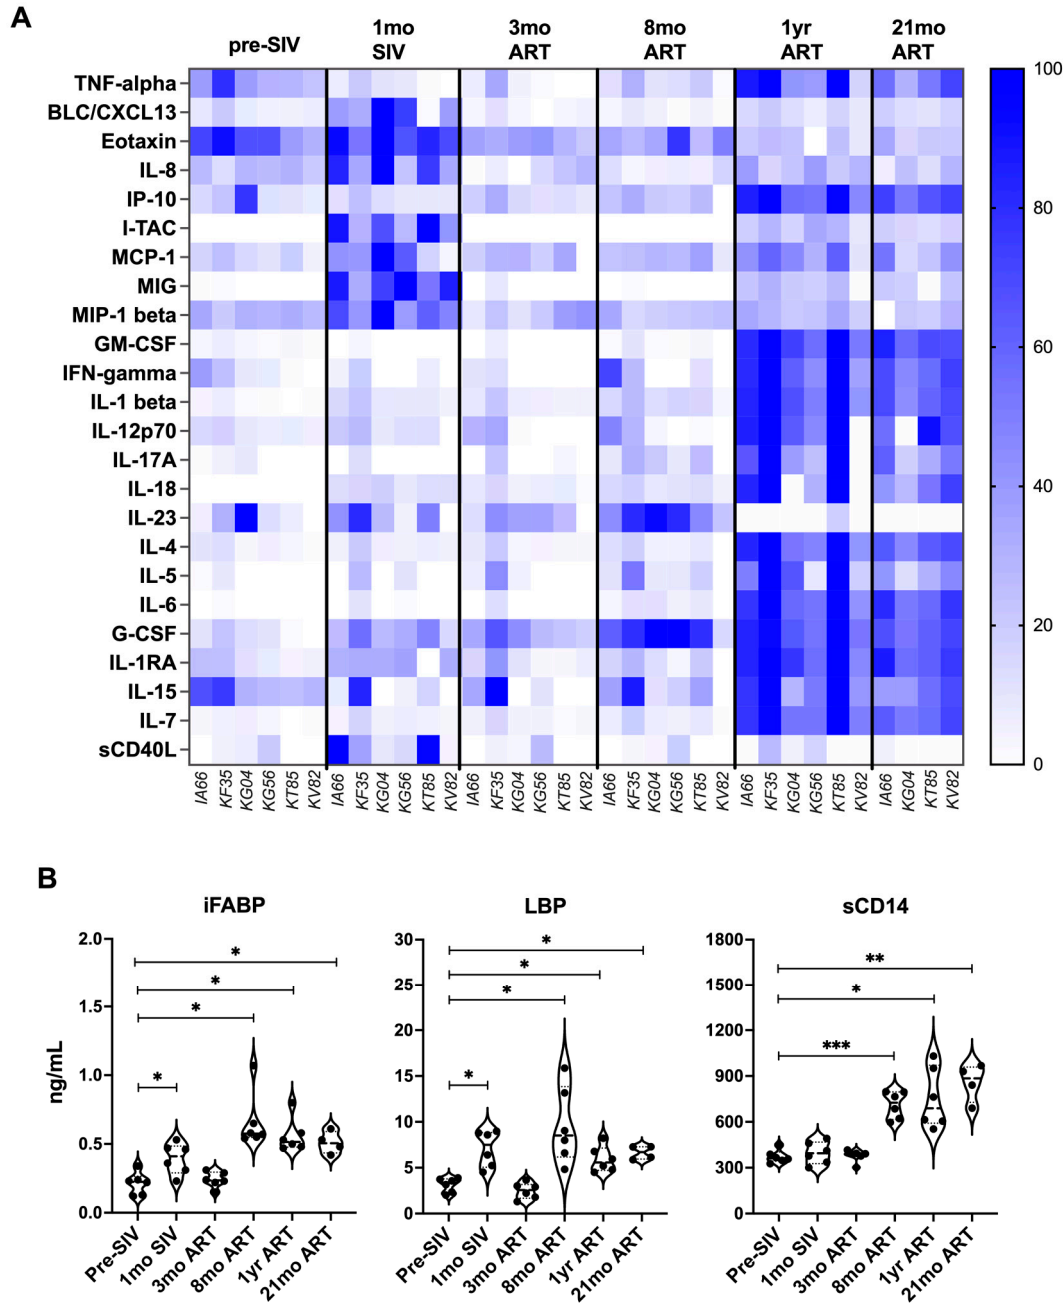 A
pre-SIV
1mo
SIV
3mo
ART
8mo
ART
1yr
ART
21mo
ART
TNF-alpha
BLC/CXCL13
Eotaxin
IL-8
IP-10
I-TAC
MCP-1
MIG
MIP-1 beta
GM-CSF
IFN-gamma
IL-1 beta
IL-12p70
IL-17A
IL-18
IL-23
IL-4
IL-5
IL-6
G-CSF
IL-1RA
IL-15
IL-7
sCD40L
100
80
60
40
20
0
IA66 KF35 KG04 KG56 KT85 KV82 IA66 KF35 KG04 KG56 KT85 KV82 IA66 KF35 KG04 KG56 KT85 KV82 IA66 KF35 KG04 KG56 KT85 KV82 IA66 KF35 KG04 KG56 KT85 KV82 IA66 KG04 KT85 KV82
B
iFABP
ng/mL
2.0
1.5
1.0
0.5
0.0
*
*
*
*
Pre-SIV
1mo SIV
3mo ART
8mo ART
1yr ART
21mo ART
LBP
30
25
20
15
10
5
0
*
*
*
*
Pre-SIV
1mo SIV
3mo ART
8mo ART
1yr ART
21mo ART
sCD14
1800
1500
1200
900
600
300
0
**
*
***
Pre-SIV
1mo SIV
3mo ART
8mo ART
1yr ART
21mo ART